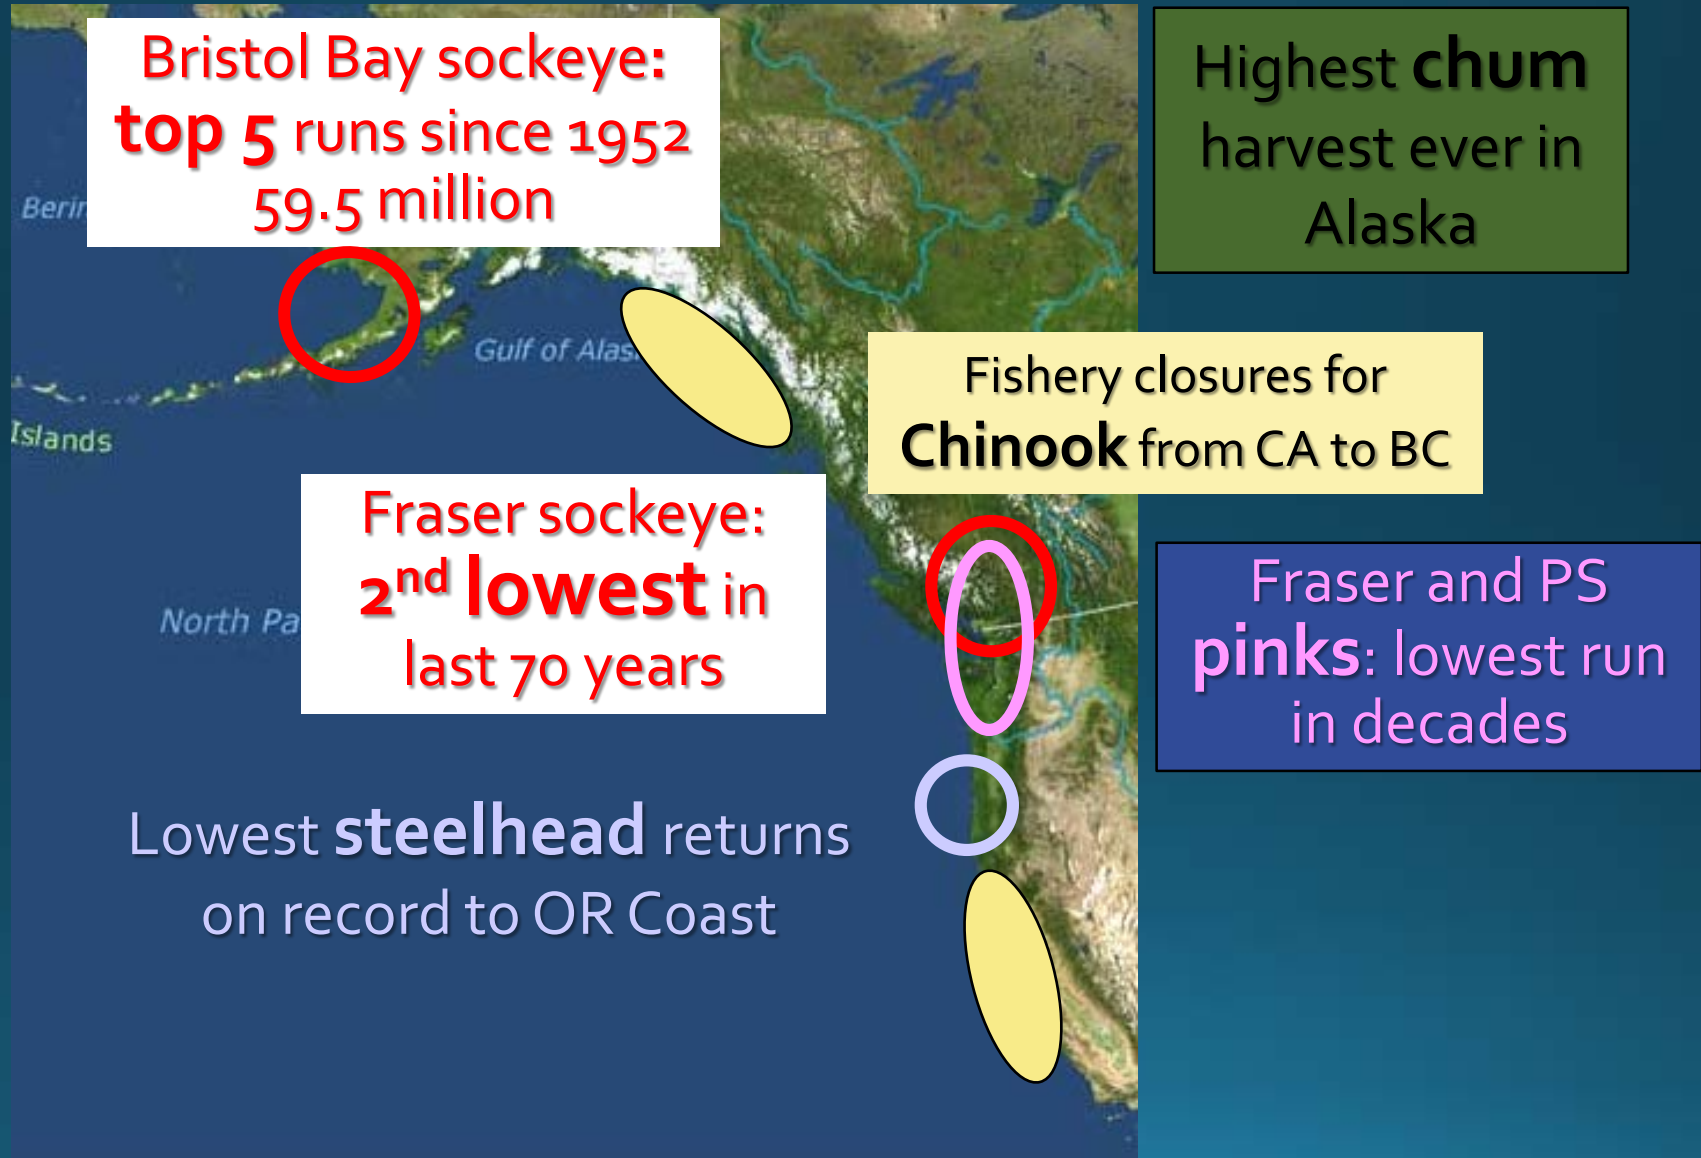 Bristol Bay sockeye:
top 5 runs since 1952
59.5 million
Highest chum
harvest ever in
Alaska
Gulf of Alas
Fishery closures for
Chinook from CA to BC
Islands
Fraser sockeye:
2nd lowest in
last 70 years
North Pa
Fraser and PS
pinks: lowest run
in decades
Lowest steelhead returns
on record to OR Coast